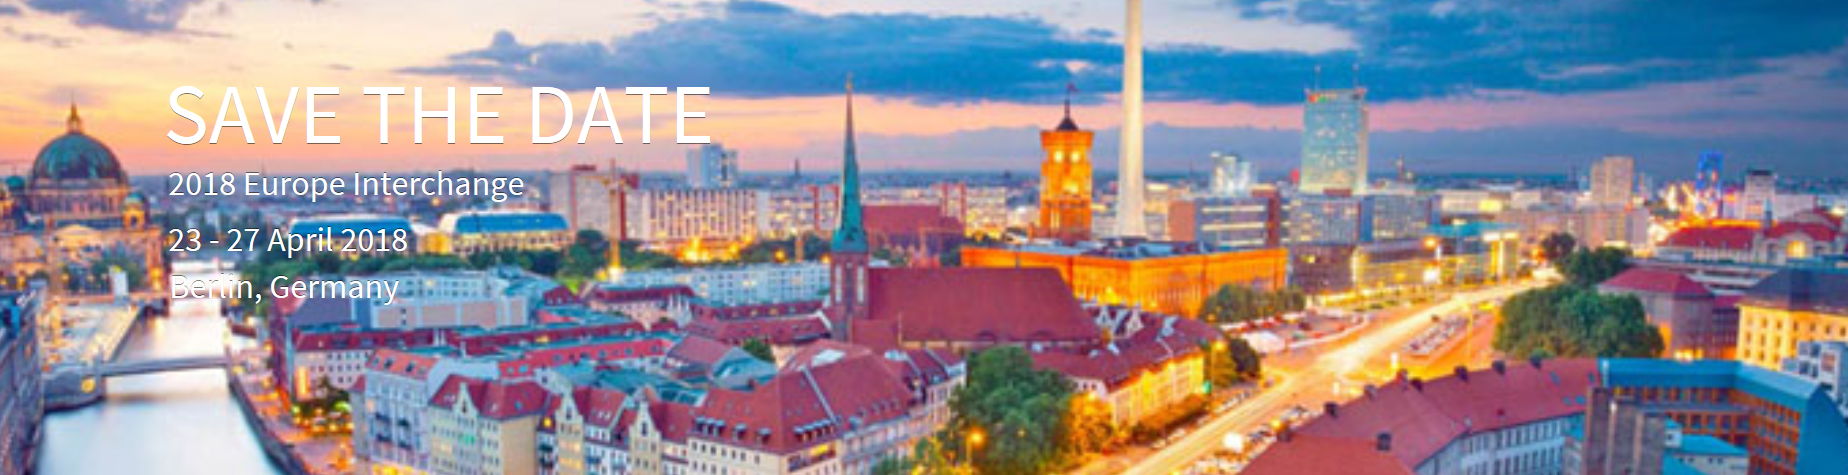 SAVE THE DATE
2018 Europe Interchange
23 - 27 April 2018
Berlin, Germany